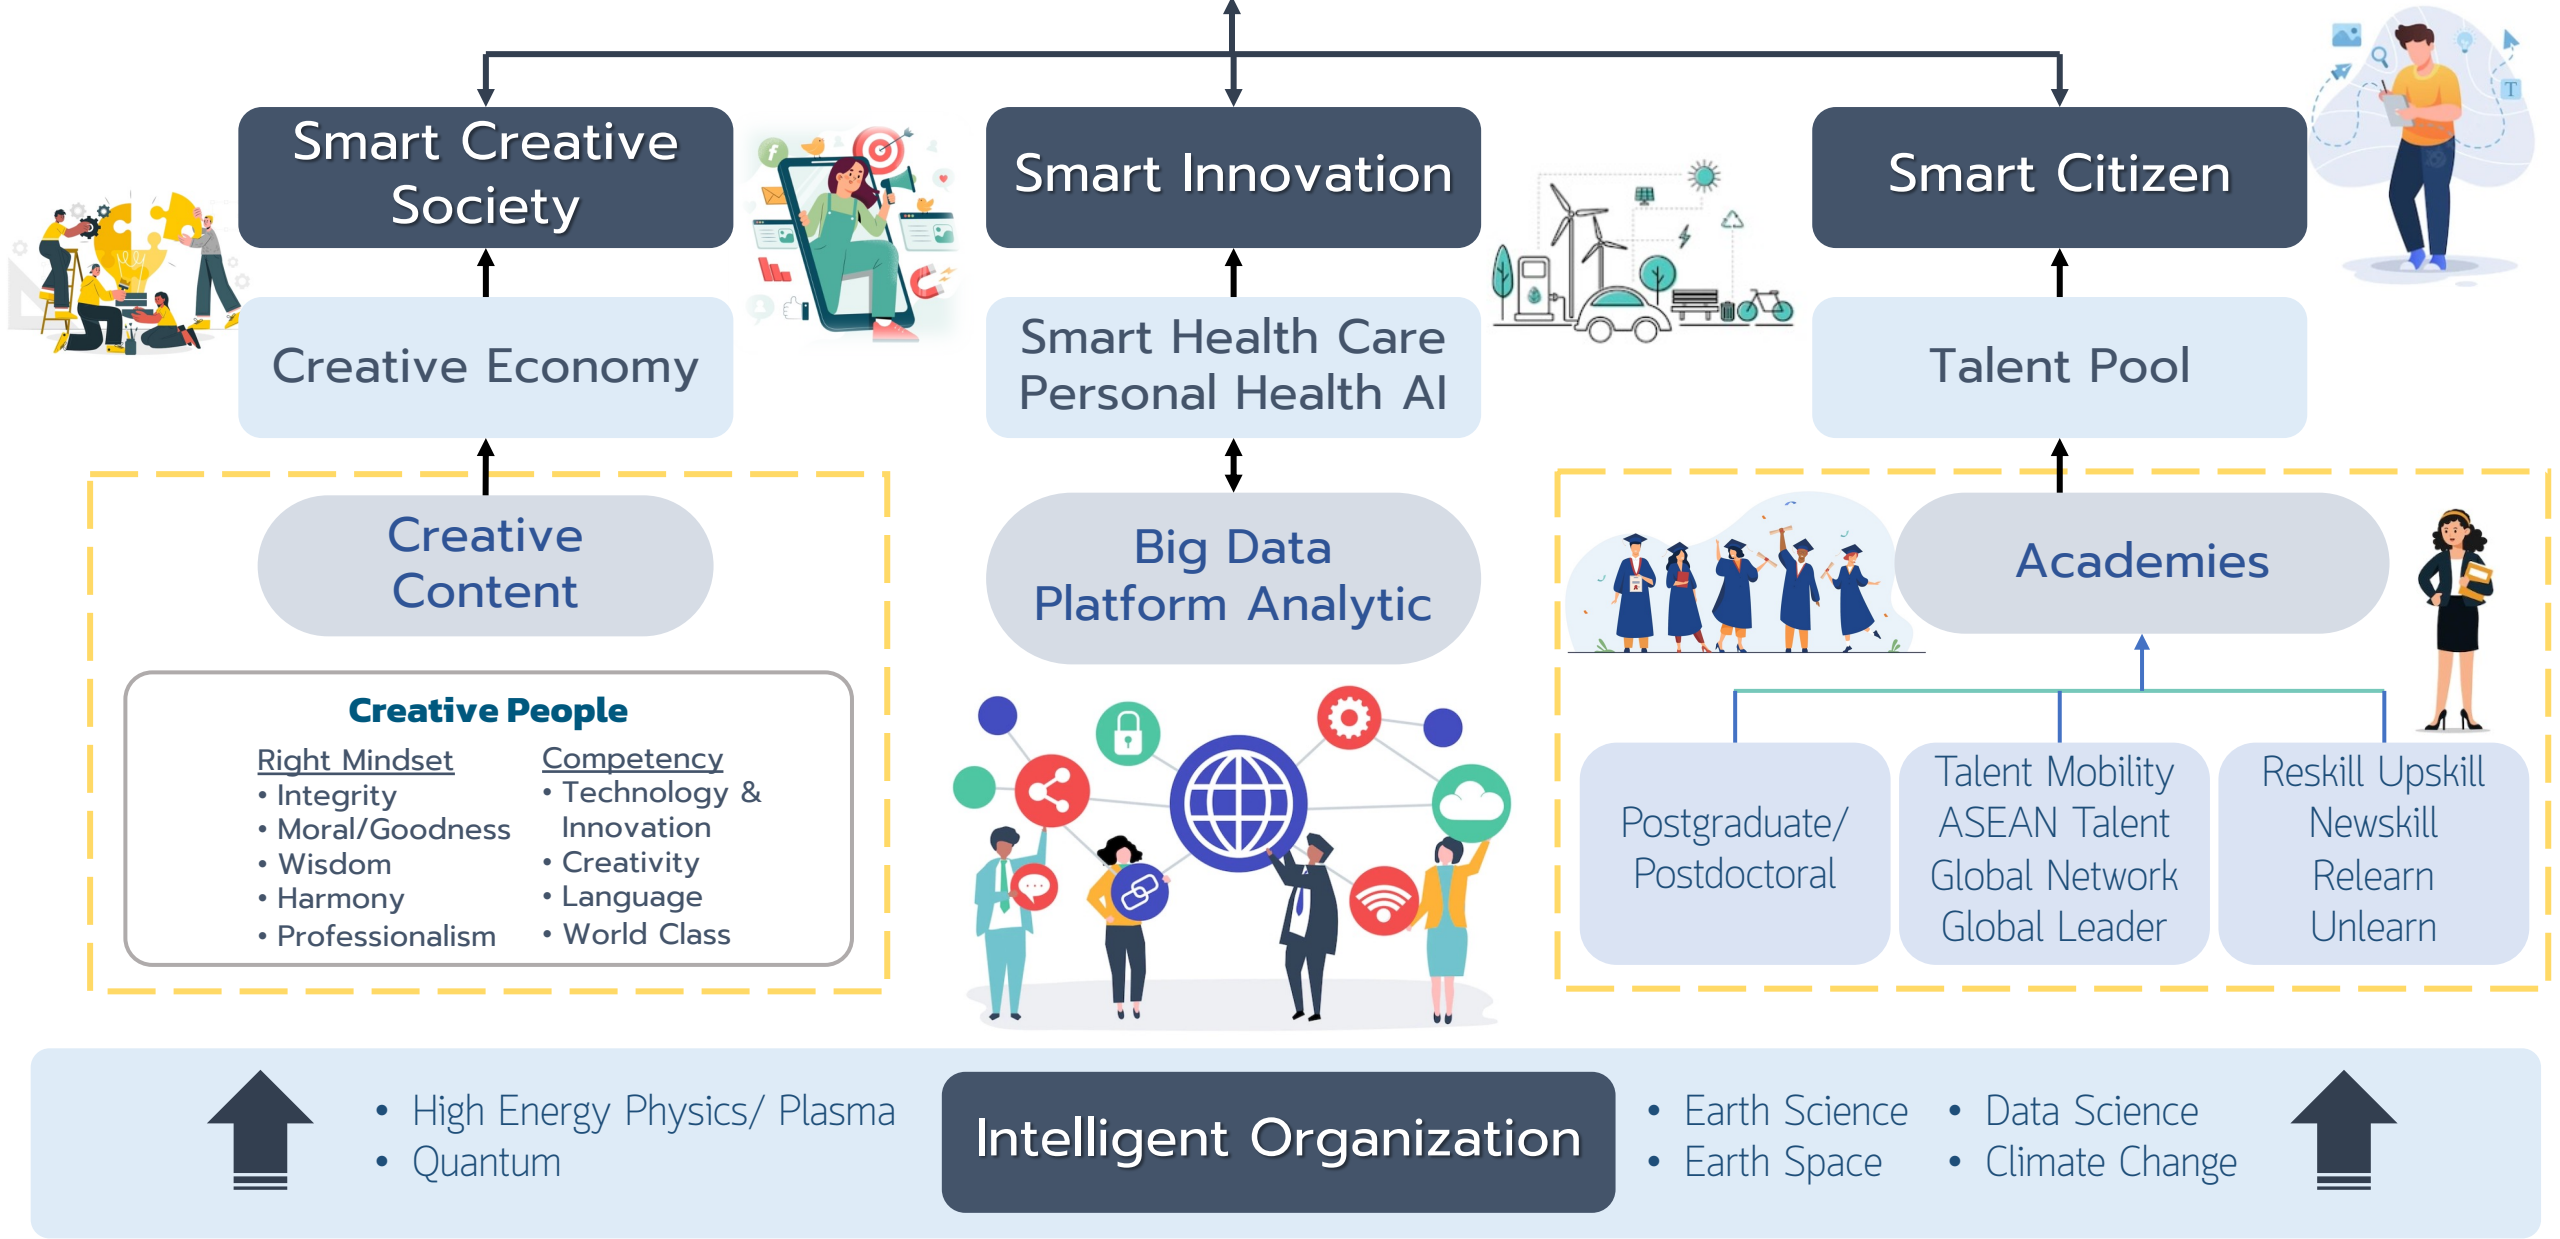 Smart Creative
Society
Smart Innovation
Smart Citizen
Creative Economy
Smart Health Care
Personal Health AI
Talent Pool
Creative
Content
Big Data
Platform Analytic
Academies
Creative People
Right Mindset
• Integrity
• Moral/Goodness
• Wisdom
• Harmony
• Professionalism
Competency
• Technology &
Innovation
• Creativity
• Language
• World Class
Postgraduate/
Postdoctoral
Talent Mobility
ASEAN Talent
Global Network
Global Leader
Reskill Upskill
Newskill
Relearn
Unlearn
• High Energy Physics/ Plasma
• Quantum
Intelligent Organization
• Earth Science
• Earth Space
• Data Science
• Climate Change